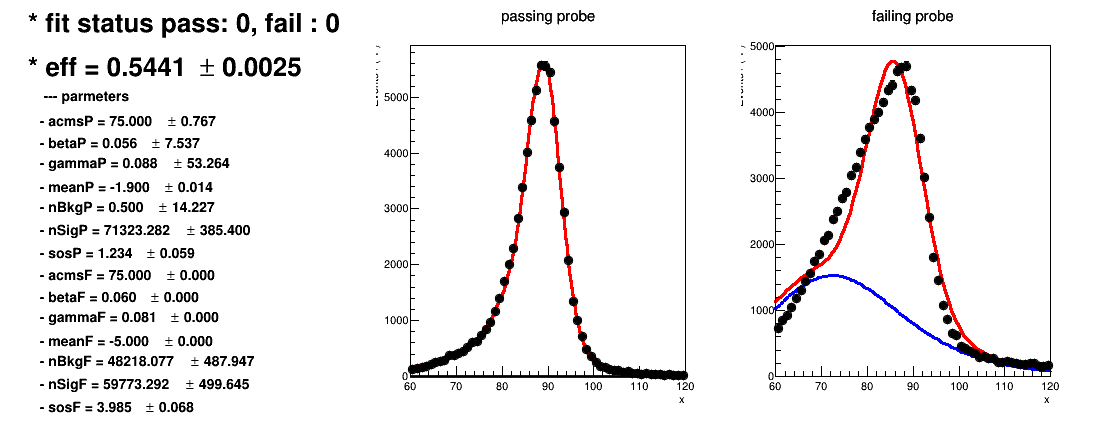 * fit status pass: 0, fail : 0
* eff = 0.5441 ± 0.0025
--- parmeters
- acmsP = 75.000 ± 0.767
- betaP = 0.056 ± 7.537
- gammaP = 0.088 ± 53.264
- meanP = -1.900 ± 0.014
- nBkgP = 0.500 ± 14.227
- nSigP = 71323.282 ± 385.400
- sosP = 1.234 ± 0.059
- acmsF = 75.000 ± 0.000
- betaF = 0.060 ± 0.000
- gammaF = 0.081 ± 0.000
- meanF = -5.000 ± 0.000
- nBkgF = 48218.077 ± 487.947
- nSigF = 59773.292 ± 499.645
- sosF = 3.985 ± 0.068
passing probe
5000
4000
3000
2000
1000
0
60 70 80 90 100 110 120
x
failing probe
5000
4000
3000
2000
1000
0
60 70 80 90 100 110 120
x